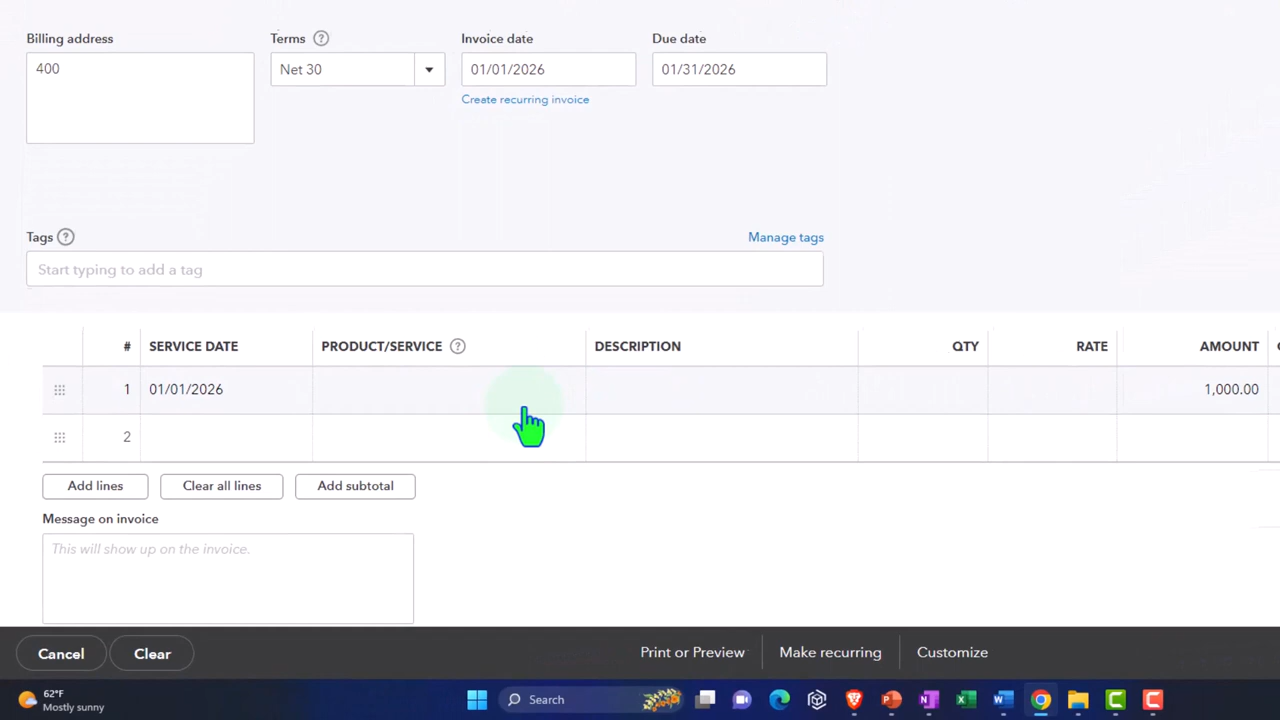 Billing address Terms ? Invoice date Due date
400 Net 30 01/01/2026 01/31/2026
Create recurring invoice
Tags ? Manage tags
Start typing to add a tag
# SERVICE DATE PRODUCT/SERVICE ? DESCRIPTION QTY RATE AMOUNT
1 01/01/2026 1,000.00
2
Add lines Clear all lines Add subtotal
Message on invoice
This will show up on the invoice.
Cancel Clear Print or Preview Make recurring Customize
62°F
Mostly sunny
Search